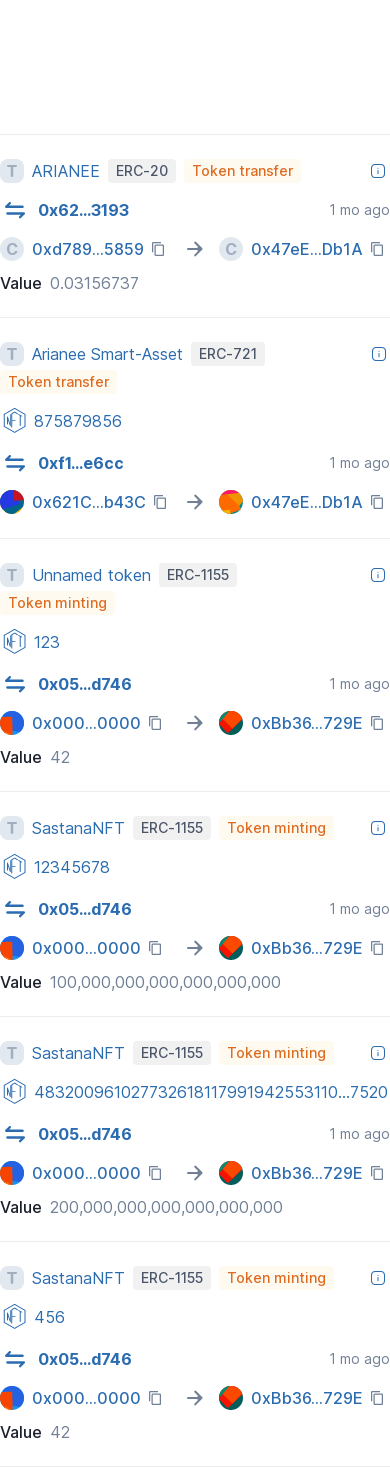 T ARIANEE ERC-20 Token transfer
0x62...3193 1 mo ago
C 0xd789...5859 C 0x47eE...Db1A
Value 0.03156737
T Arianee Smart-Asset ERC-721
Token transfer
875879856
0xf1...e6cc 1 mo ago
0x621C...b43C 0x47eE...Db1A
T Unnamed token ERC-1155
Token minting
123
0x05...d746 1 mo ago
0x000...0000 0xBb36...729E
Value 42
T SastanaNFT ERC-1155 Token minting
12345678
0x05...d746 1 mo ago
0x000...0000 0xBb36...729E
Value 100,000,000,000,000,000,000
T SastanaNFT ERC-1155 Token minting
483200961027732618117991942553110...7520
0x05...d746 1 mo ago
0x000...0000 0xBb36...729E
Value 200,000,000,000,000,000,000
T SastanaNFT ERC-1155 Token minting
456
0x05...d746 1 mo ago
0x000...0000 0xBb36...729E
Value 42